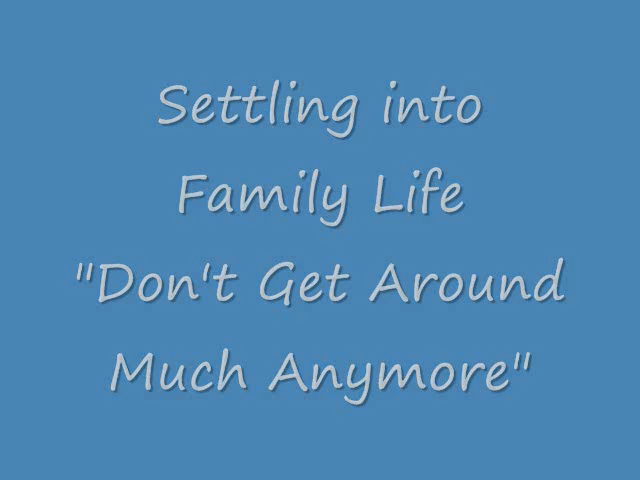 Settling into
Family Life
"Don't Get Around
Much Anymore"